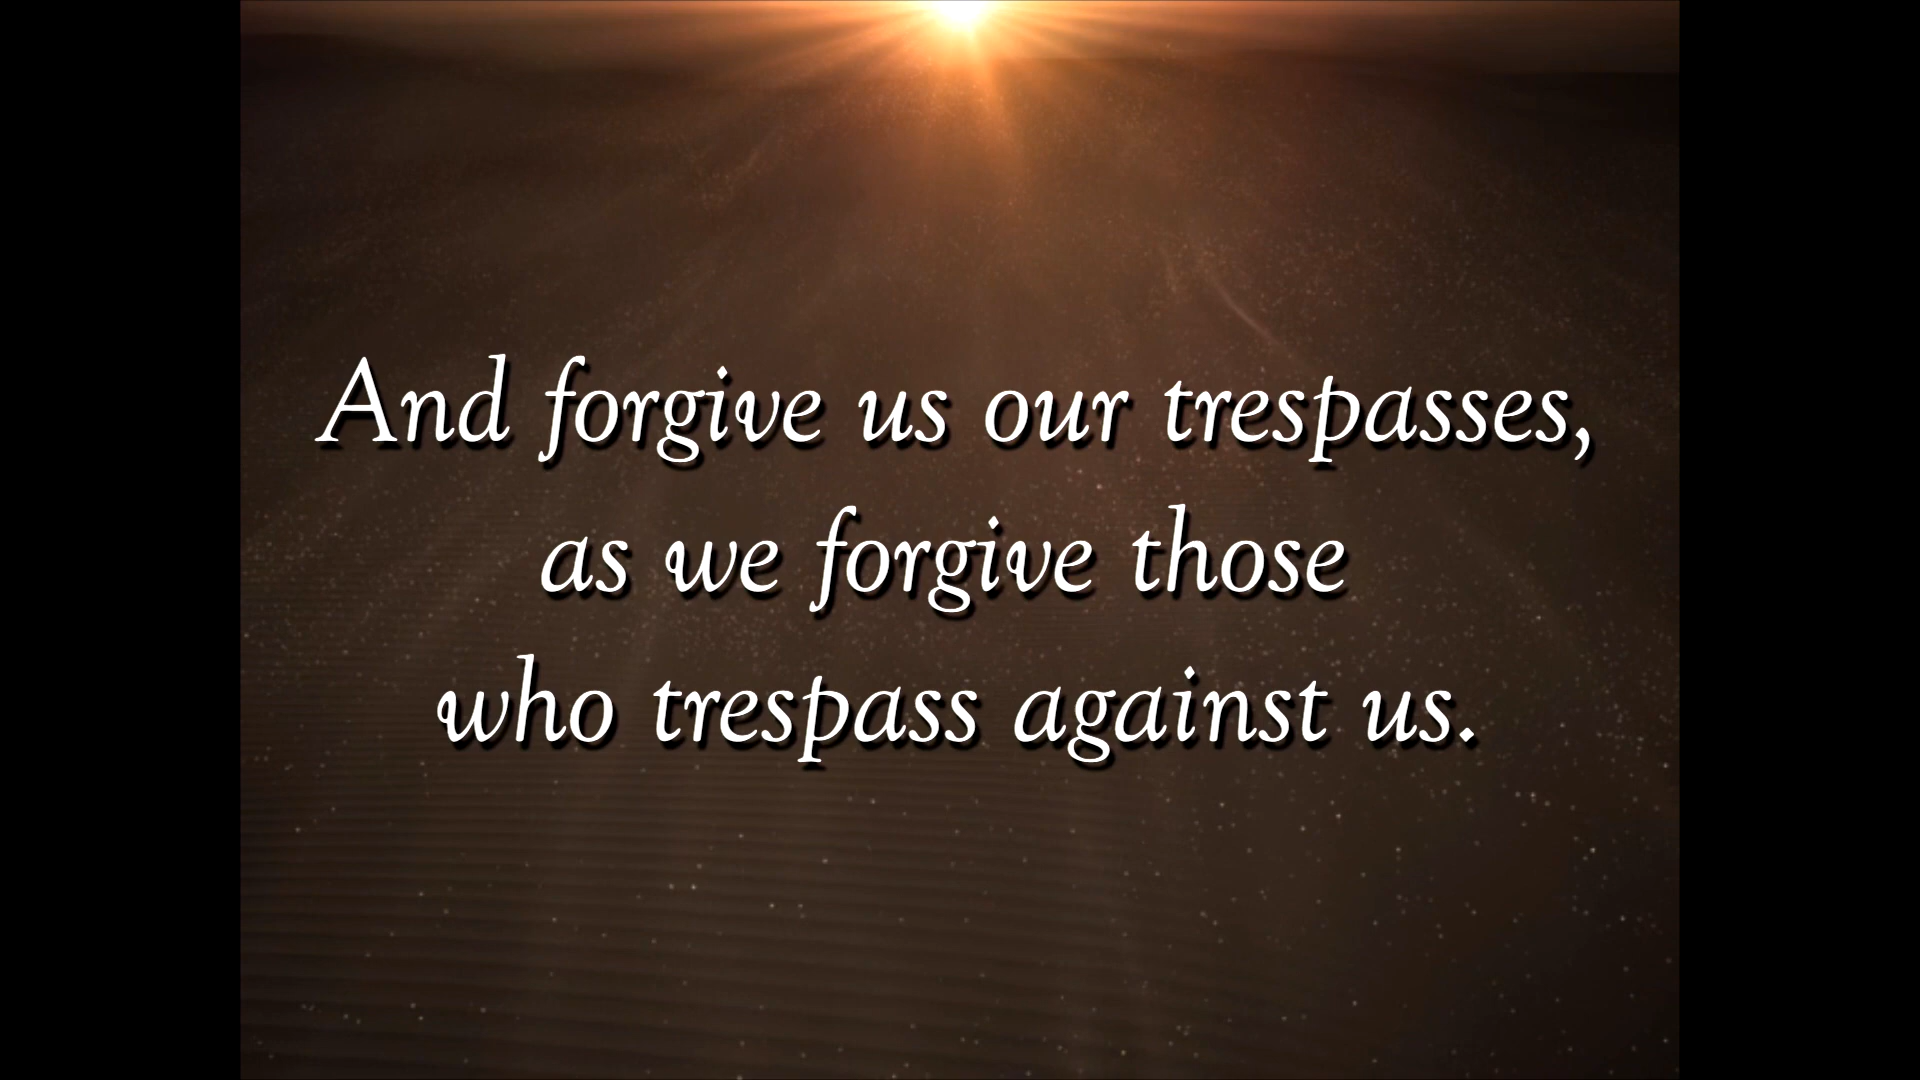 And forgive us our trespasses,
as we forgive those
who trespass against us.